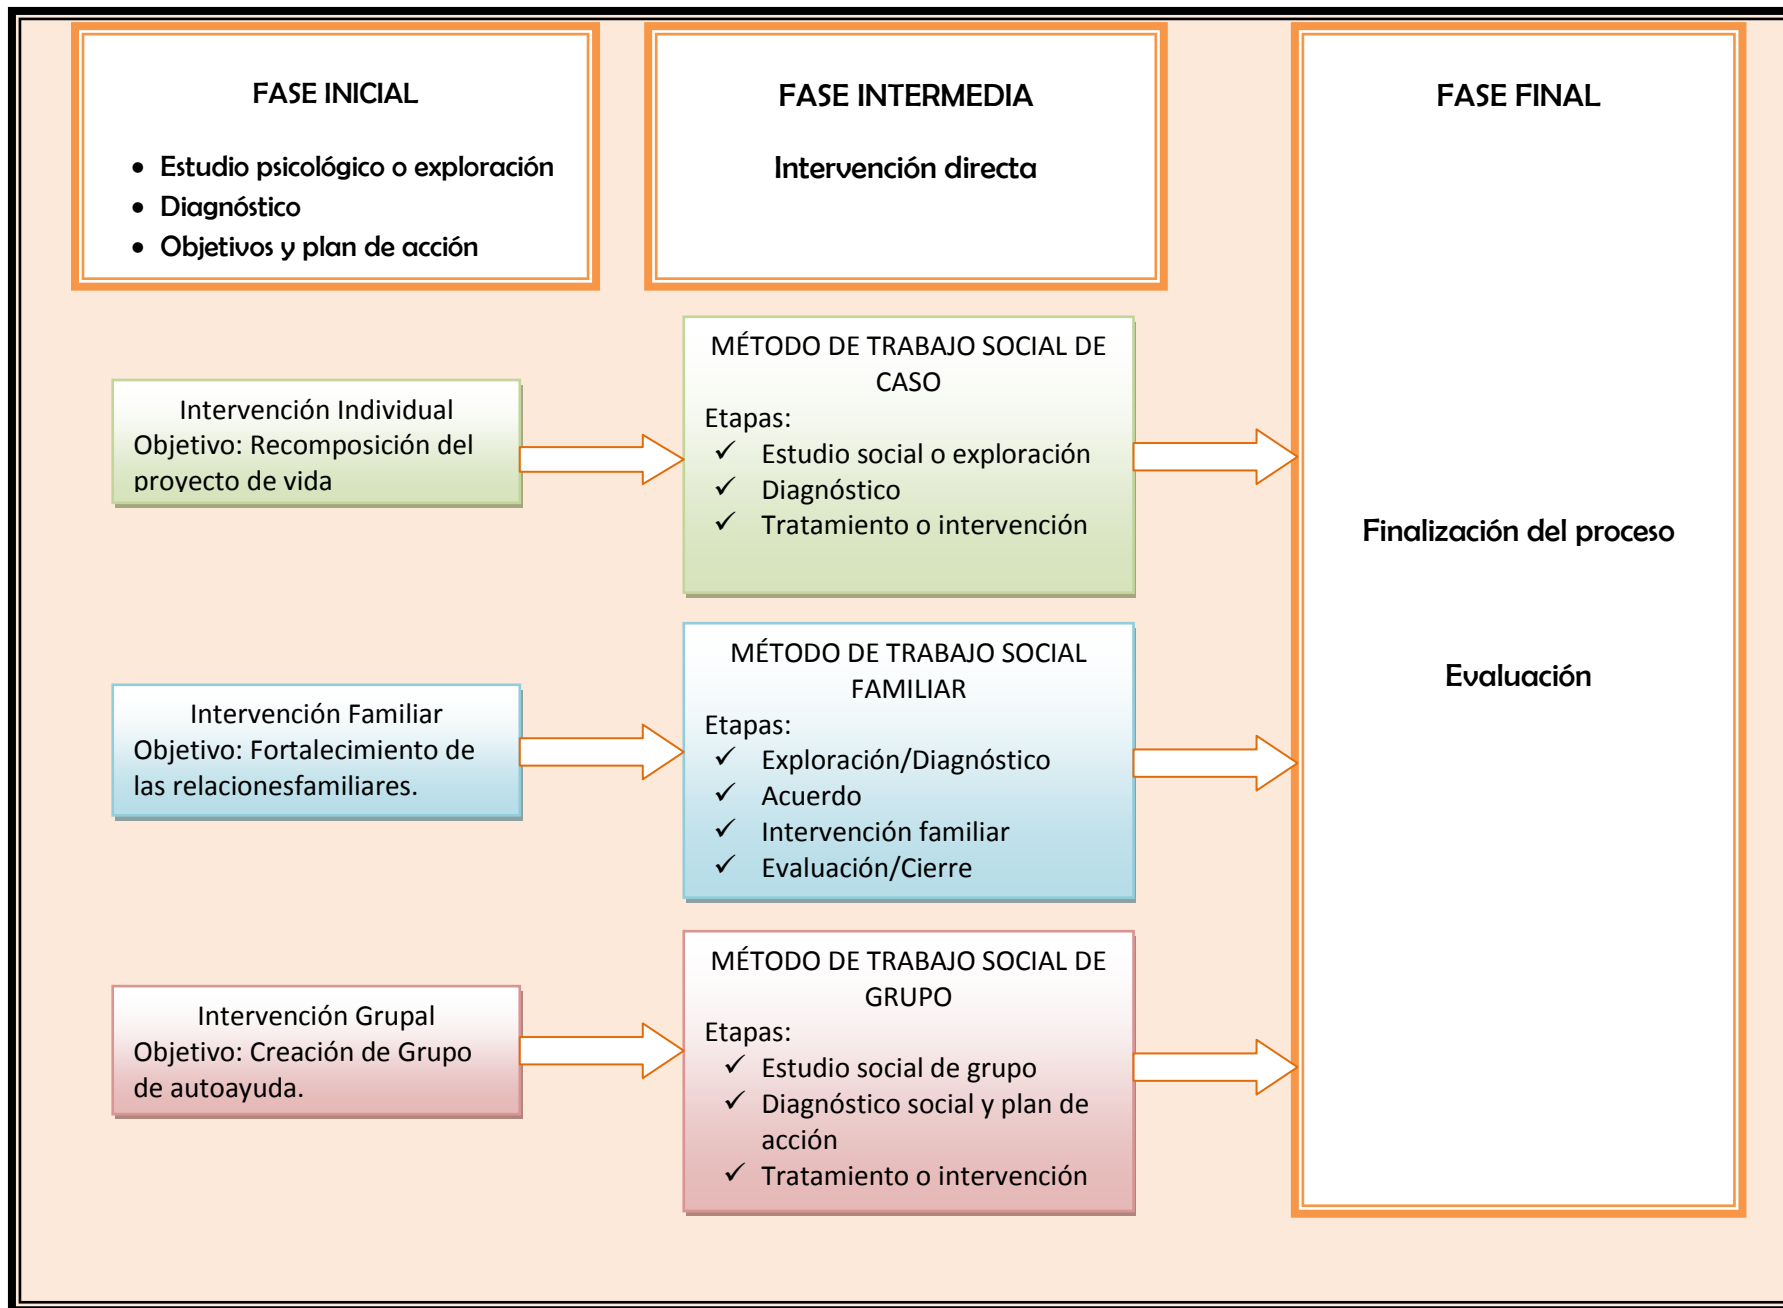 FASE INICIAL
• Estudio psicológico o exploración
• Diagnóstico
• Objetivos y plan de acción
FASE INTERMEDIA
Intervención directa
FASE FINAL
Finalización del proceso
Evaluación
Intervención Individual
Objetivo: Recomposición del
proyecto de vida
MÉTODO DE TRABAJO SOCIAL DE
CASO
Etapas:
✓ Estudio social o exploración
✓ Diagnóstico
✓ Tratamiento o intervención
Intervención Familiar
Objetivo: Fortalecimiento de
las relacionesfamiliares.
MÉTODO DE TRABAJO SOCIAL
FAMILIAR
Etapas:
✓ Exploración/Diagnóstico
✓ Acuerdo
✓ Intervención familiar
✓ Evaluación/Cierre
Intervención Grupal
Objetivo: Creación de Grupo
de autoayuda.
MÉTODO DE TRABAJO SOCIAL DE
GRUPO
Etapas:
✓ Estudio social de grupo
✓ Diagnóstico social y plan de
acción
✓ Tratamiento o intervención